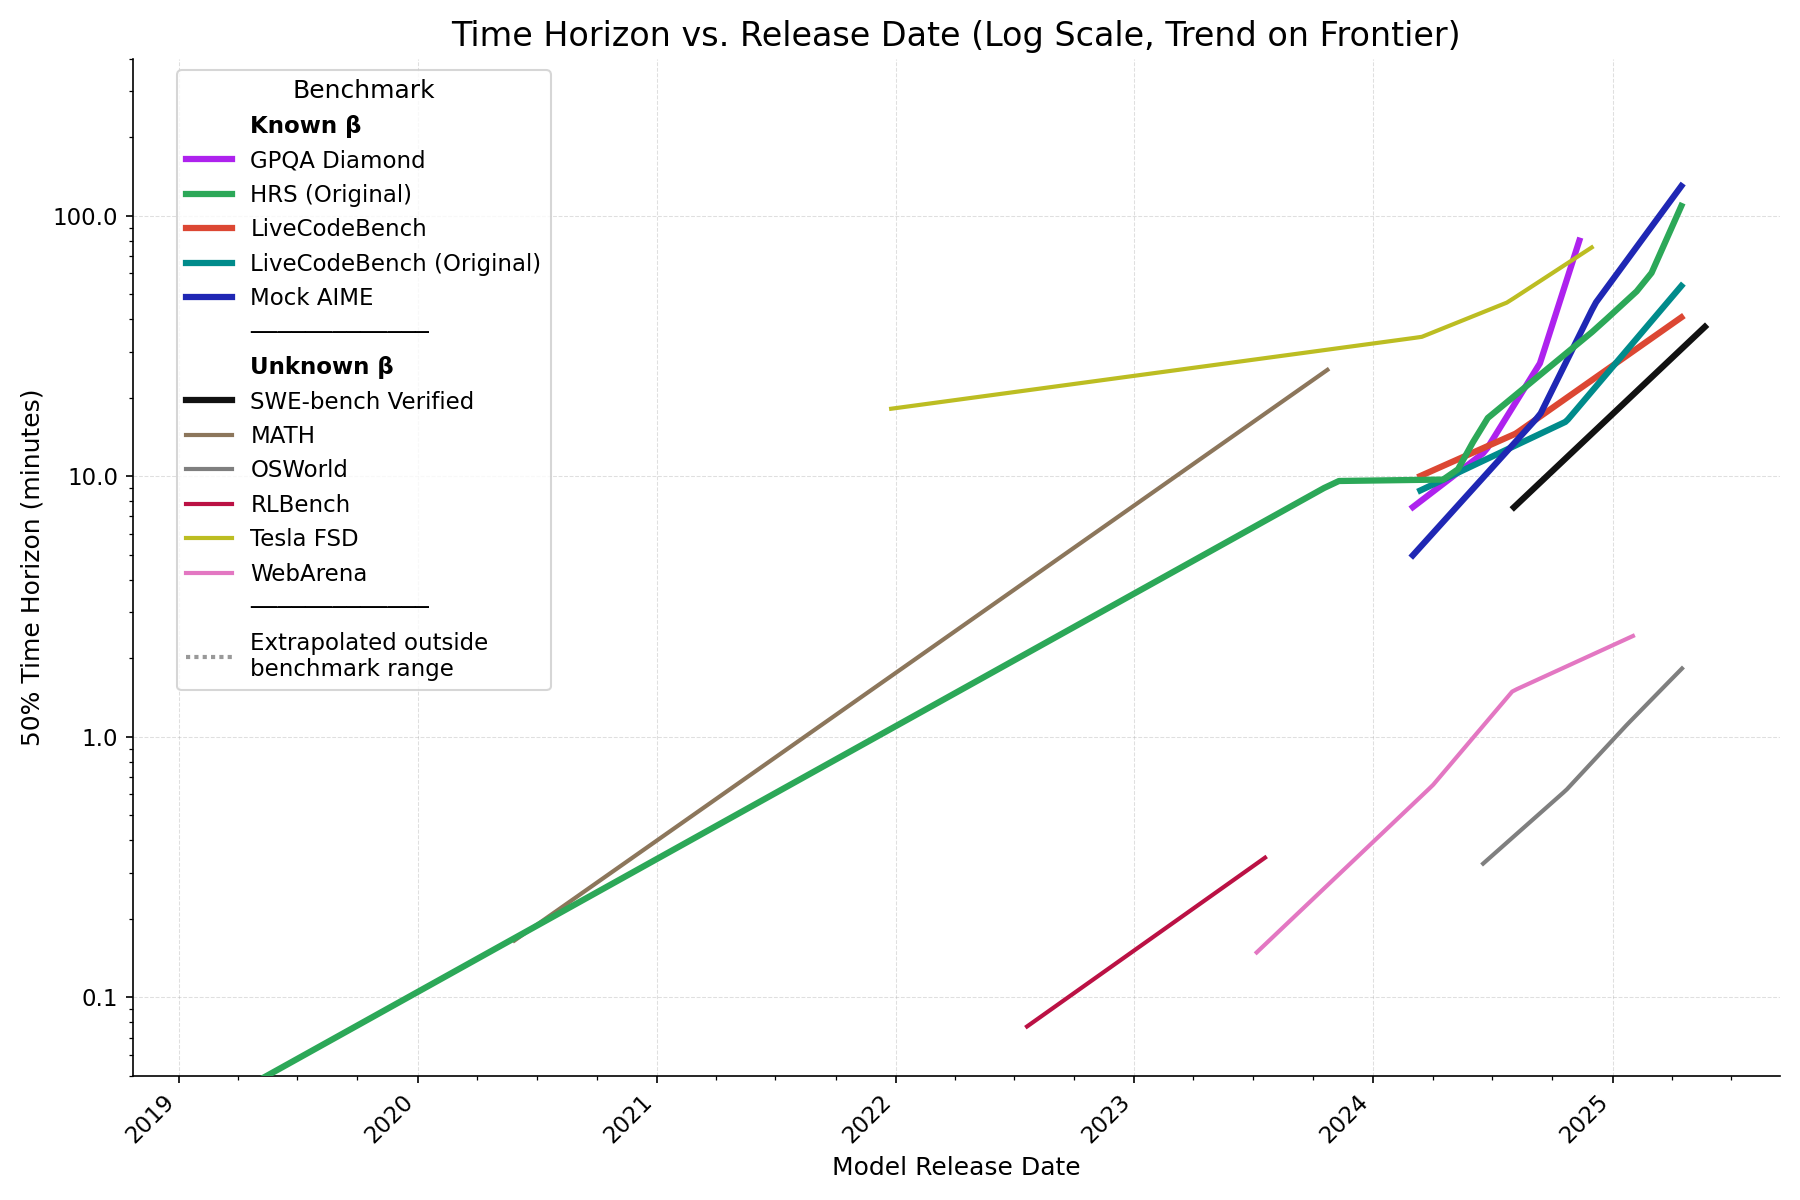 Time Horizon vs. Release Date (Log Scale, Trend on Frontier)
Benchmark
Known β
GPQA Diamond
HRS (Original)
LiveCodeBench
LiveCodeBench (Original)
Mock AIME
Unknown β
SWE-bench Verified
MATH
OSWorld
RLBench
Tesla FSD
WebArena
Extrapolated outside
benchmark range
50% Time Horizon (minutes)
100.0
10.0
1.0
0.1
2019
2020
2021
2022
2023
2024
2025
Model Release Date